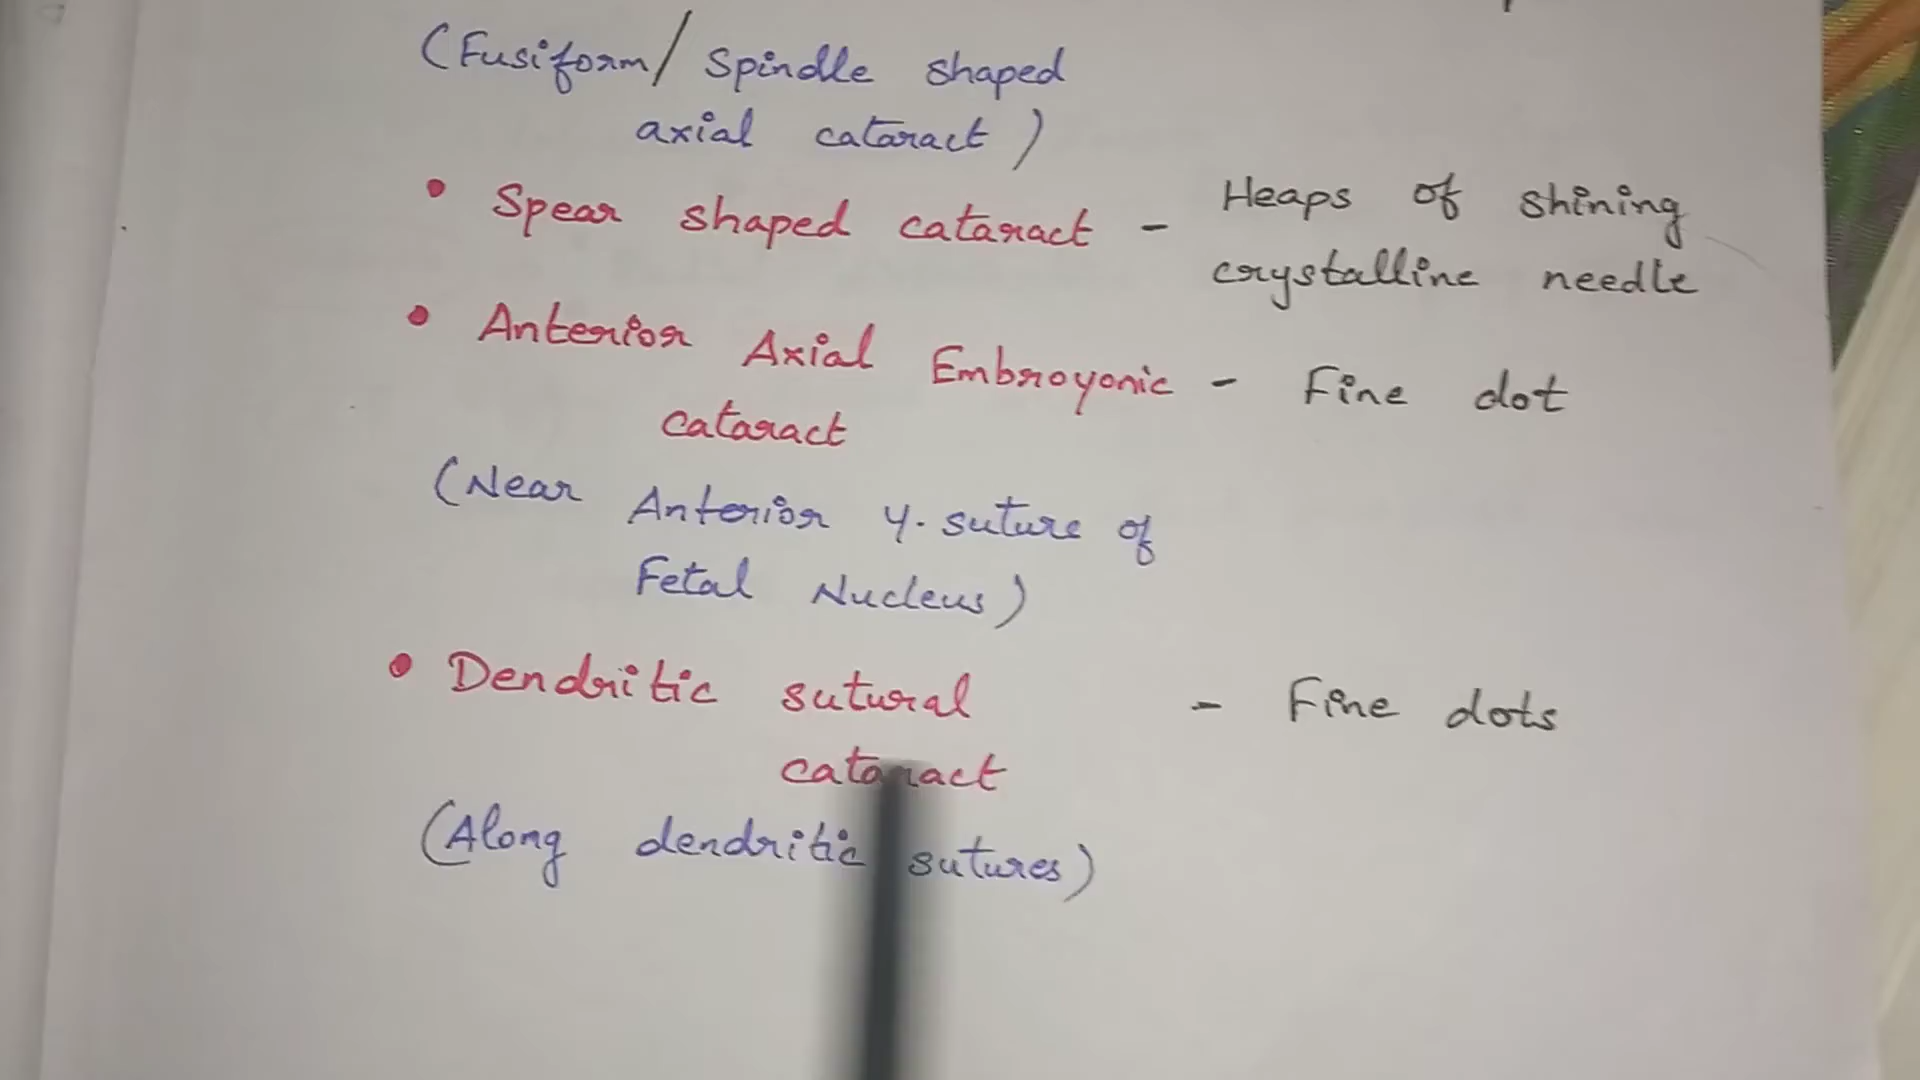 (Fusiform/ Spindle shaped
axial cataract)
• Spear shaped cataract - Heaps of shining
crystalline needle
• Anterior Axial Embroyonic - Fine dot
cataract
(Near Anterior Y. suture of
Fetal Nucleus)
• Dendritic sutural - Fine dots
cataract
(Along dendritic sutures)